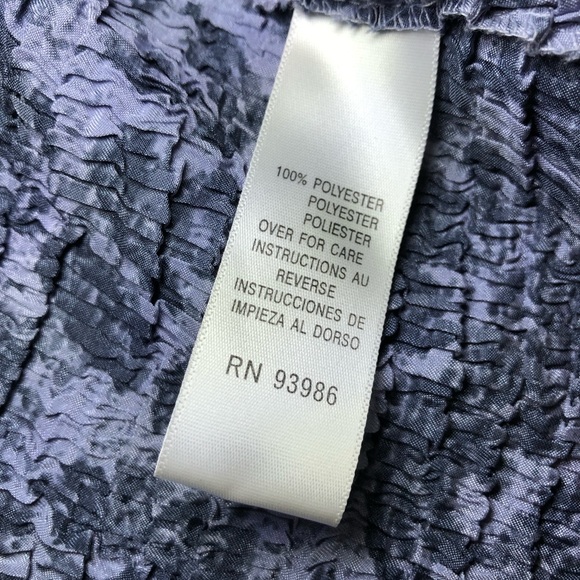 100% POLYESTER
POLYESTER
POLIESTER
OVER FOR CARE
INSTRUCTIONS AU
REVERSE
INSTRUCCIONES DE
IMPIEZA AL DORSO
RN 93986